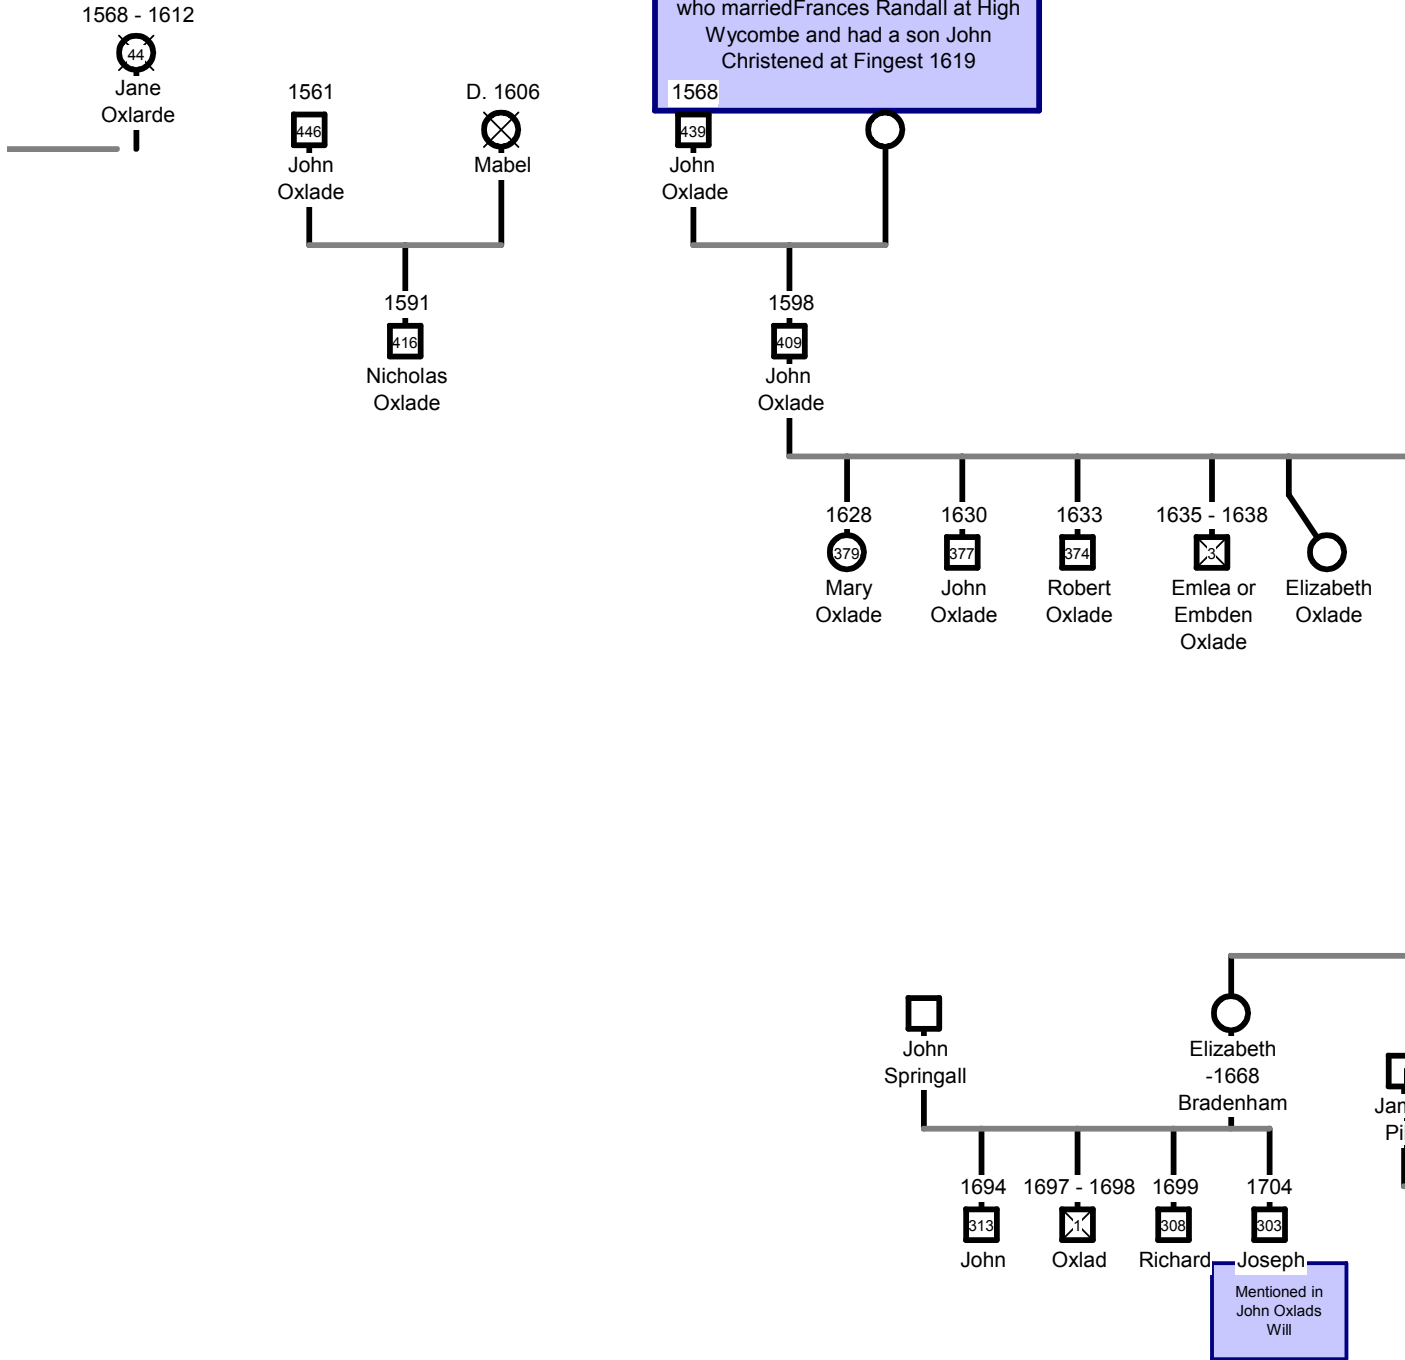 1568 - 1612
44
Jane
Oxlarde
1561
446
John
Oxlade
D. 1606
Mabel
who marriedFrances Randall at High
Wycombe and had a son John
Christened at Fingest 1619
1568
439
John
Oxlade
1591
416
Nicholas
Oxlade
1598
409
John
Oxlade
1628
379
Mary
Oxlade
1630
377
John
Oxlade
1633
374
Robert
Oxlade
1635 - 1638
3
Emlea or
Embden
Oxlade
Elizabeth
Oxlade
John
Springall
Elizabeth
-1668
Bradenham
1694
313
John
1697 - 1698
1
Oxlad
1699
308
Richard
1704
303
Joseph
Mentioned in
John Oxlads
Will